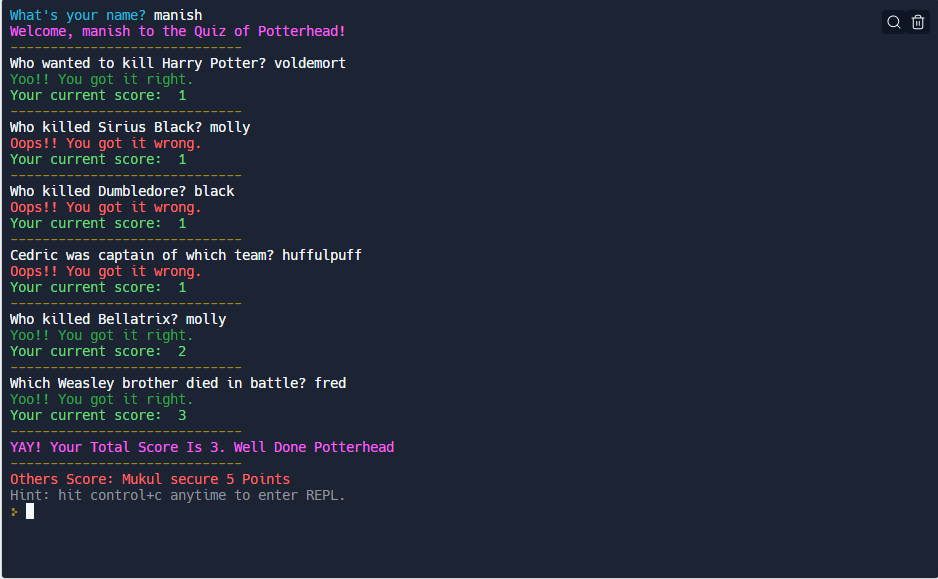 What's your name? manish
Welcome, manish to the Quiz of Potterhead!
-----------------------------
Who wanted to kill Harry Potter? voldemort
Yoo!! You got it right.
Your current score:  1
-----------------------------
Who killed Sirius Black? molly
Oops!! You got it wrong.
Your current score:  1
-----------------------------
Who killed Dumbledore? black
Oops!! You got it wrong.
Your current score:  1
-----------------------------
Cedric was captain of which team? huffulpuff
Oops!! You got it wrong.
Your current score:  1
-----------------------------
Who killed Bellatrix? molly
Yoo!! You got it right.
Your current score:  2
-----------------------------
Which Weasley brother died in battle? fred
Yoo!! You got it right.
Your current score:  3
-----------------------------
YAY! Your Total Score Is 3. Well Done Potterhead
-----------------------------
Others Score: Mukul secure 5 Points
Hint: hit control+c anytime to enter REPL.